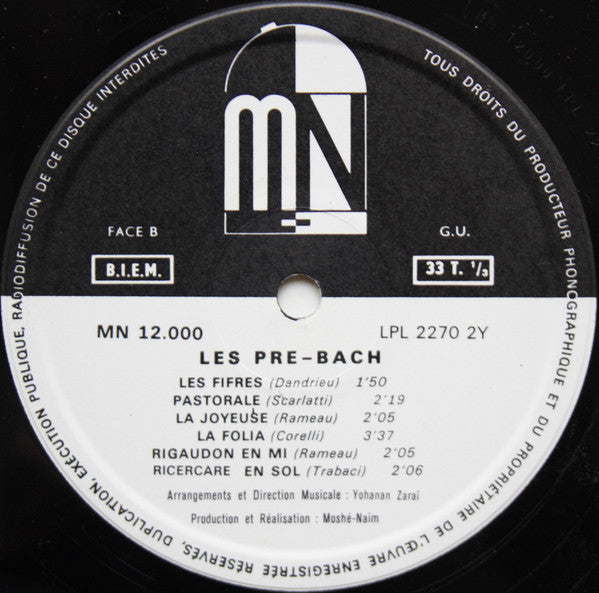 TOUS DROITS DU PRODUCTEUR PHONOGRAPHIQUE ET DU PROPRIÉTAIRE DE L'ŒUVRE ENREGISTRÉE RÉSERVÉS, DUPLICATION, EXÉCUTION PUBLIQUE, RADIODIFFUSION DE CE DISQUE INTERDITES
MN
FACE B G.U.
B.I.E.M. 33 T. 1/3
MN 12.000 LPL 2270 2Y
LES PRE-BACH
LES FIFRES (Dandrieu) 1'50
PASTORALE (Scarlatti) 2'19
LA JOYEUSE (Rameau) 2'05
LA FOLIA (Corelli) 3'37
RIGAUDON EN MI (Rameau) 2'05
RICERCARE EN SOL (Trabaci) 2'06
Arrangements et Direction Musicale : Yohanan Zaraï
Production et Réalisation : Moshé-Naïm